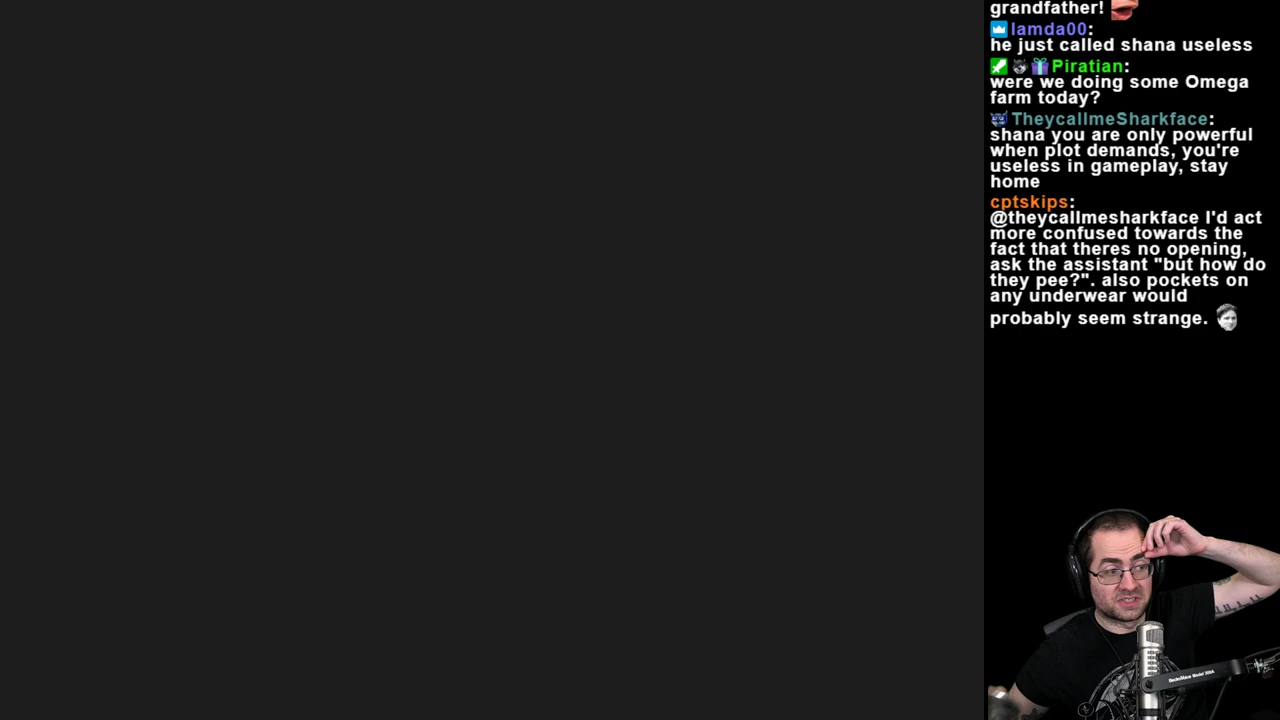 grandfather!
lamda00:
he just called shana useless
Piratian:
were we doing some Omega
farm today?
TheycallmeSharkface:
shana you are only powerful
when plot demands, you're
useless in gameplay, stay
home
cptskips:
@theycallmesharkface I'd act
more confused towards the
fact that theres no opening,
ask the assistant "but how do
they pee?". also pockets on
any underwear would
probably seem strange.